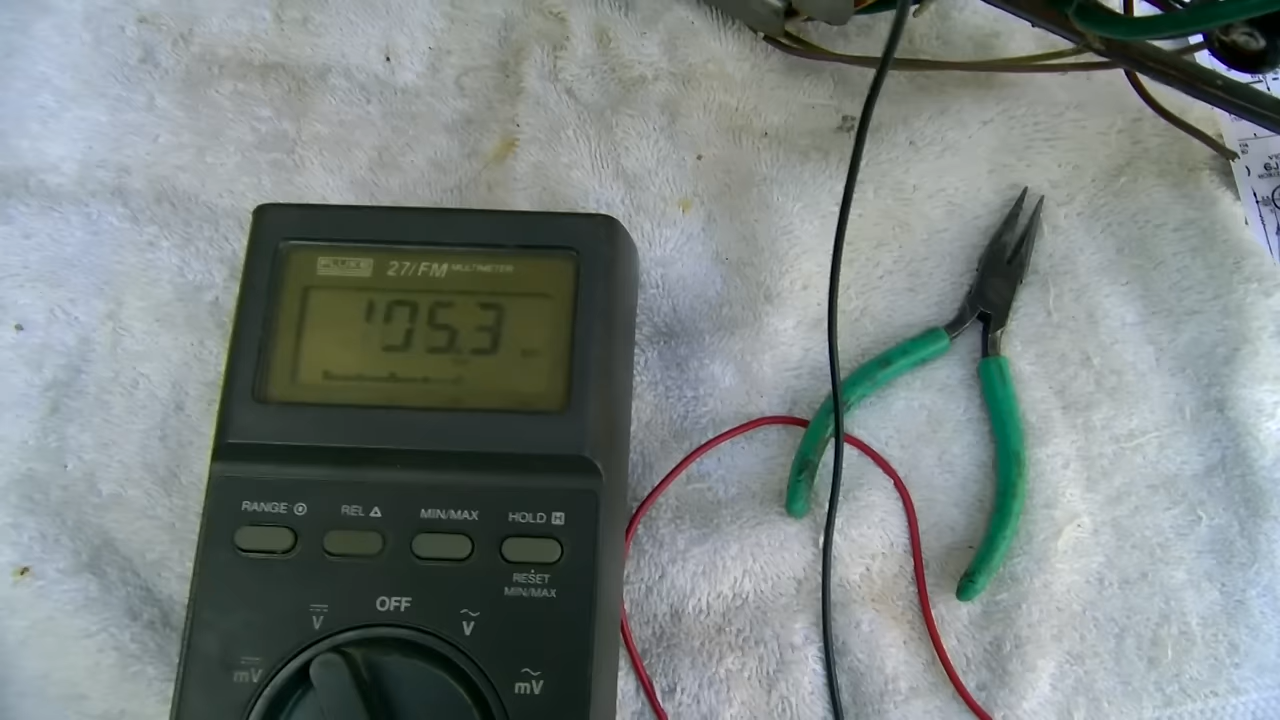 FLUKE 27/FM MULTIMETER
105.3
RANGE REL Δ MIN/MAX HOLD H
RESET
MIN/MAX
OFF
V V
mV mV